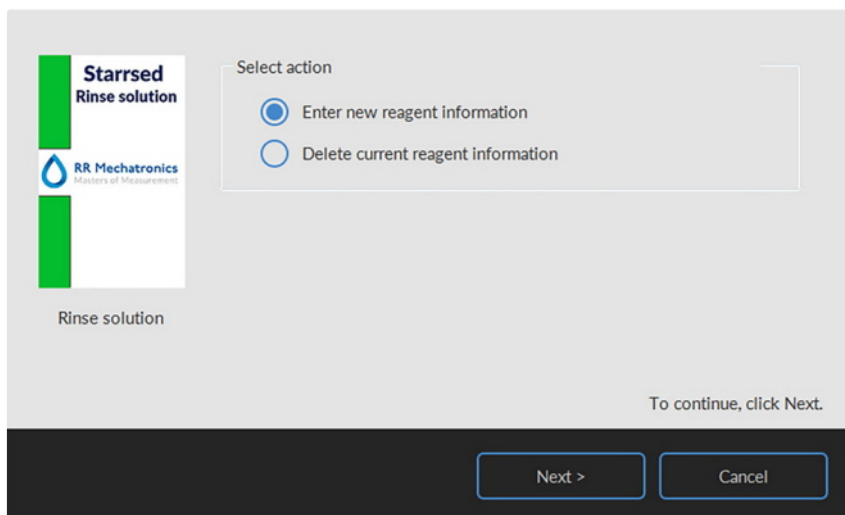 Starrsed
Rinse solution
RR Mechatronics
Masters of Measurement
Rinse solution
Select action
Enter new reagent information
Delete current reagent information
To continue, click Next.
Next >
Cancel